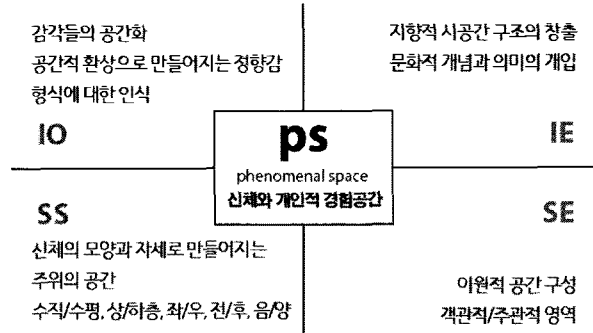 감각들의 공간화
공간적 환상으로 만들어지는 정향감
형식에 대한 인식
IO
지향적 시공간 구조의 창출
문화적 개념과 의미의 개입
IE
ps
phenomenal space
신체와 개인적 경험공간
SS
신체의 모양과 자세로 만들어지는
주위의 공간
수직/수평, 상/하층, 좌/우, 전/후, 음/양
SE
이원적 공간 구성
객관적/주관적 영역